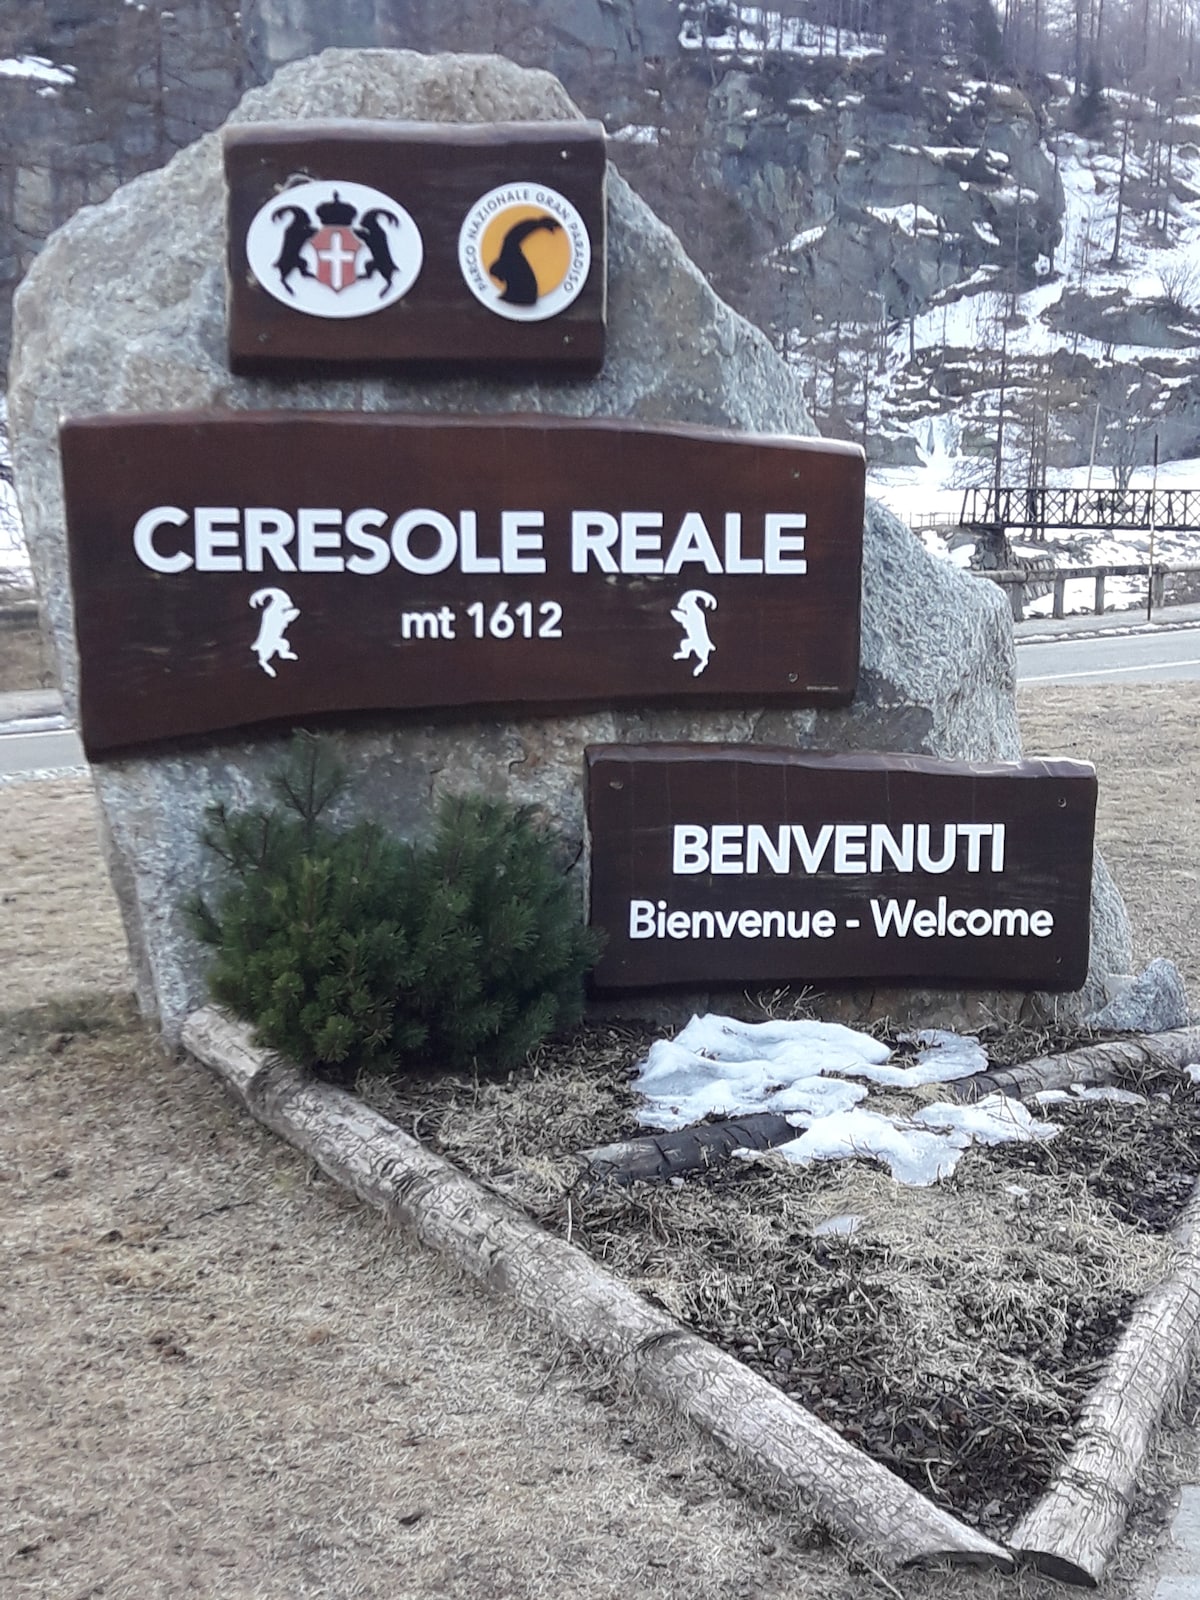 PARCO NAZIONALE GRAN PARADISO
CERESOLE REALE
mt 1612
BENVENUTI
Bienvenue - Welcome